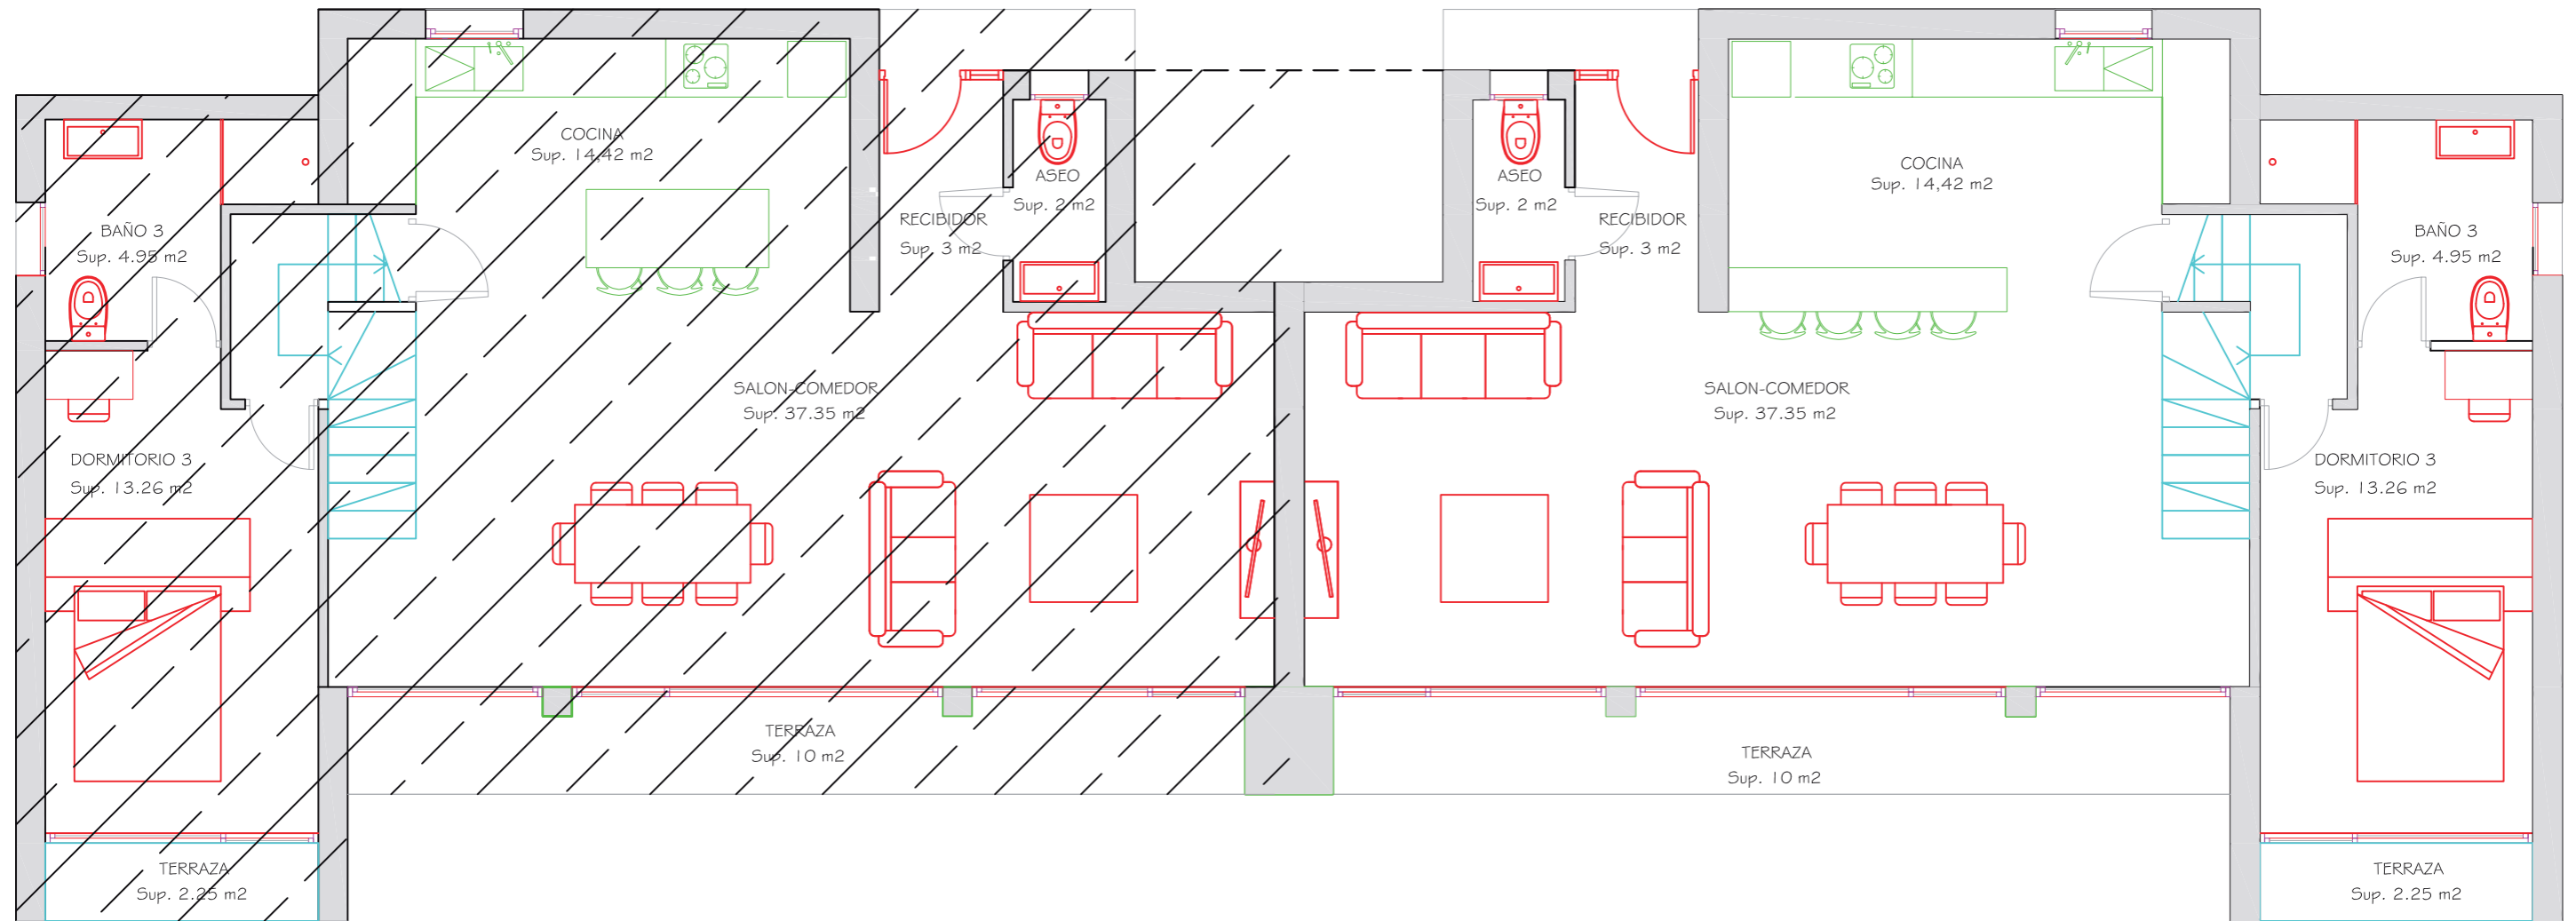 COCINA
Sup. 14,42 m2
ASEO
Sup. 2 m2
RECIBIDOR
Sup. 3 m2
BAÑO 3
Sup. 4.95 m2
SALON-COMEDOR
Sup. 37.35 m2
DORMITORIO 3
Sup. 13.26 m2
TERRAZA
Sup. 10 m2
TERRAZA
Sup. 2.25 m2
COCINA
Sup. 14,42 m2
ASEO
Sup. 2 m2
RECIBIDOR
Sup. 3 m2
BAÑO 3
Sup. 4.95 m2
SALON-COMEDOR
Sup. 37.35 m2
DORMITORIO 3
Sup. 13.26 m2
TERRAZA
Sup. 10 m2
TERRAZA
Sup. 2.25 m2